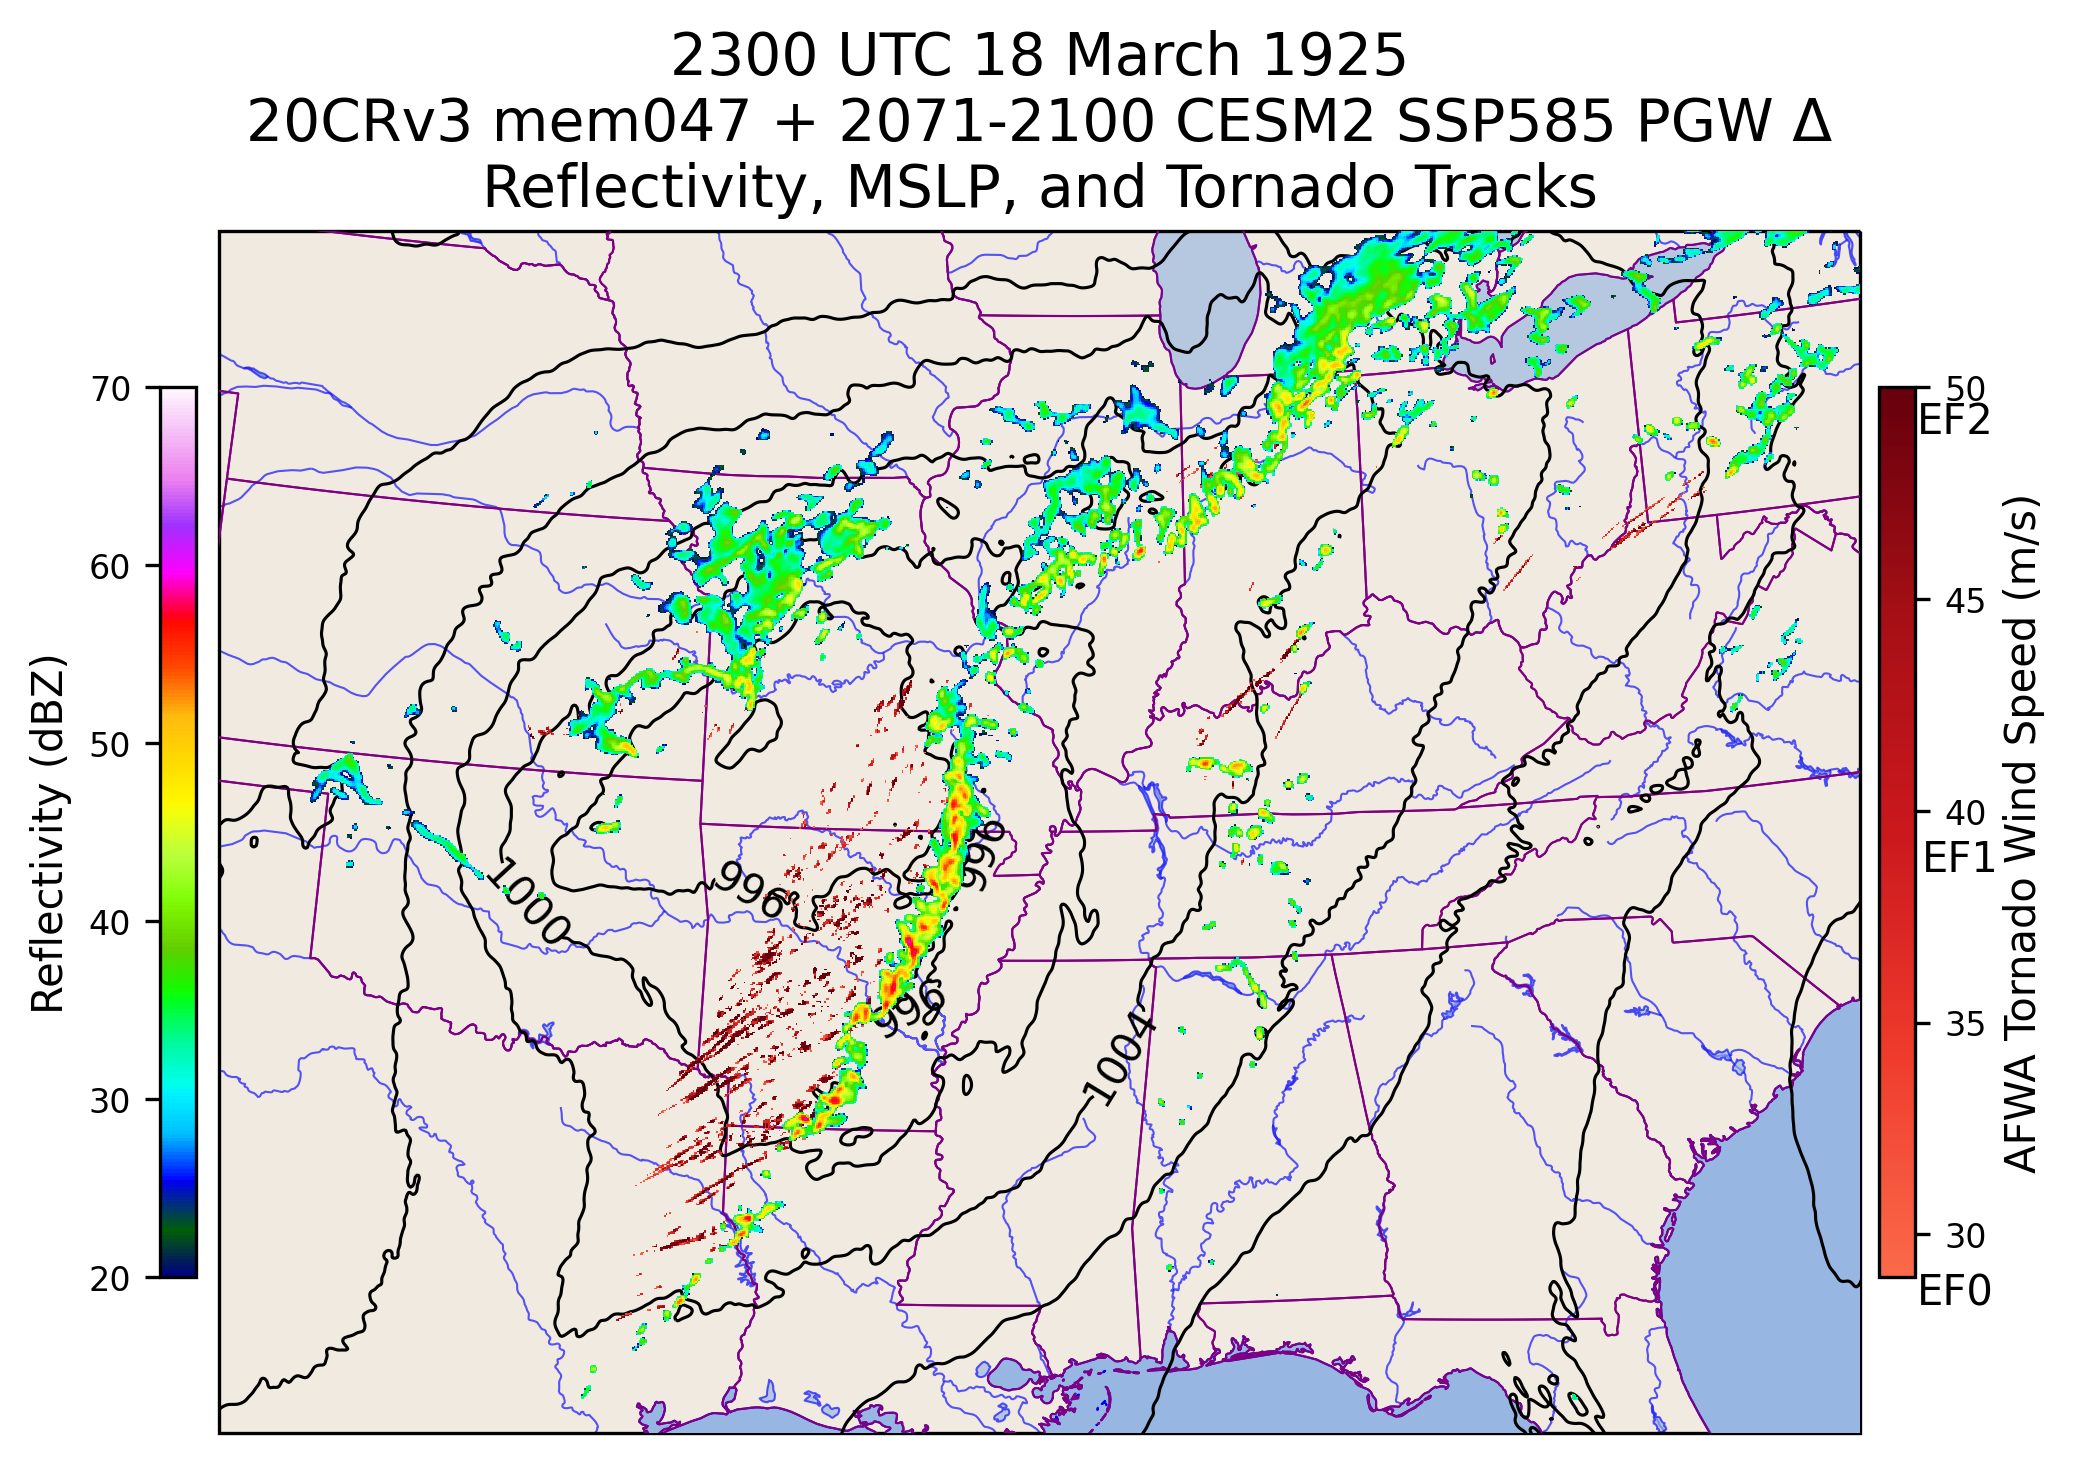 2300 UTC 18 March 1925
20CRv3 mem047 + 2071-2100 CESM2 SSP585 PGW Δ
Reflectivity, MSLP, and Tornado Tracks
Reflectivity (dBZ)
70
60
50
40
30
20
1000
996
996
996
1004
50
EF2
45
40
EF1
35
30
EF0
AFWA Tornado Wind Speed (m/s)